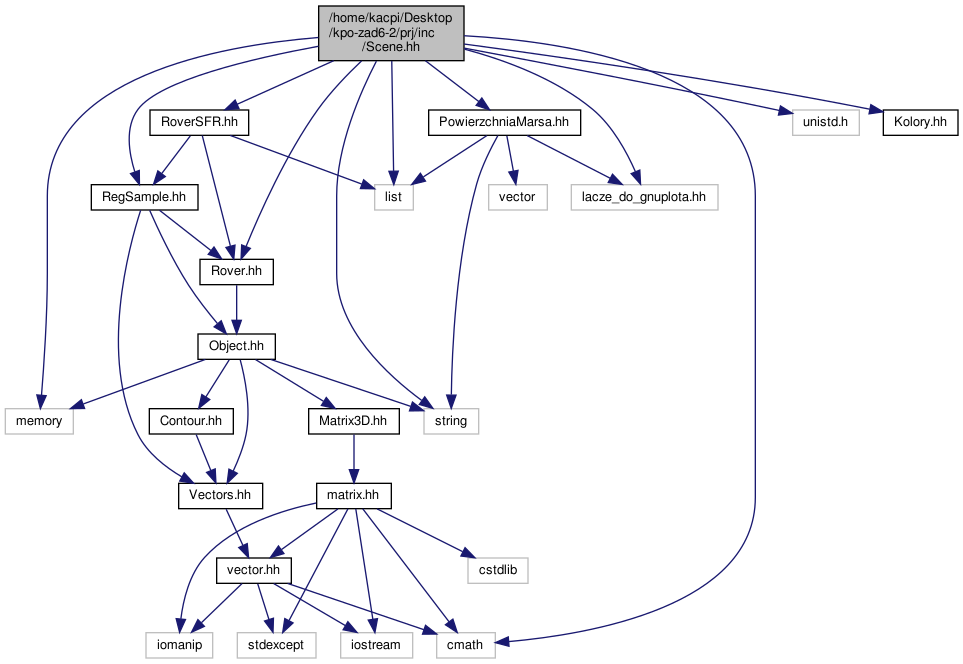 /home/kacpi/Desktop
/kpo-zad6-2/prj/inc
/Scene.hh
RoverSFR.hh
PowierzchniaMarsa.hh
unistd.h
Kolory.hh
RegSample.hh
list
vector
lacze_do_gnuplota.hh
Rover.hh
Object.hh
memory
Contour.hh
Matrix3D.hh
string
Vectors.hh
matrix.hh
vector.hh
cstdlib
iomanip
stdexcept
iostream
cmath